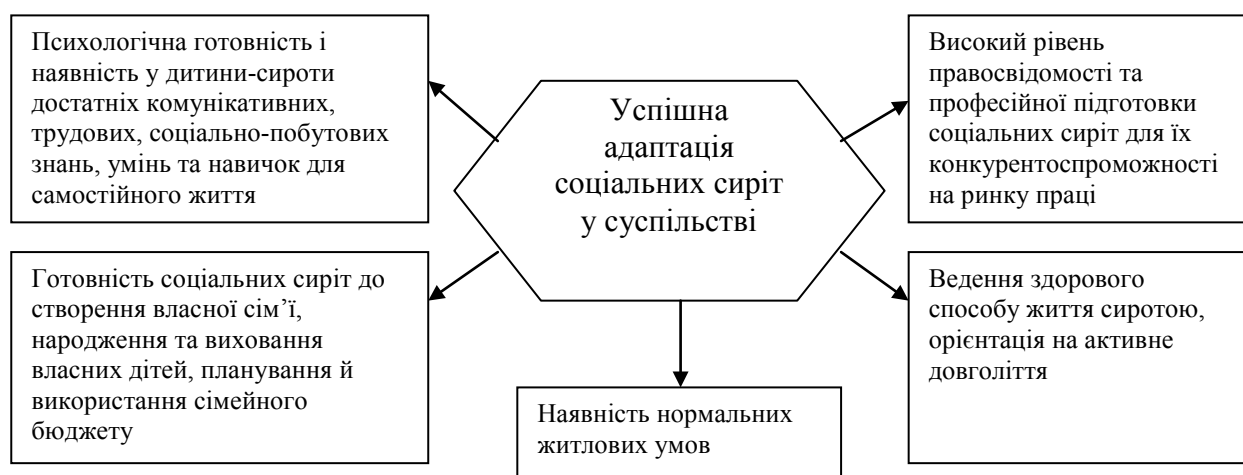 Психологічна готовність і
наявність у дитини-сироти
достатніх комунікативних,
трудових, соціально-побутових
знань, умінь та навичок для
самостійного життя
Успішна
адаптація
соціальних сиріт
у суспільстві
Високий рівень
правосвідомості та
професійної підготовки
соціальних сиріт для їх
конкурентоспроможності
на ринку праці
Готовність соціальних сиріт до
створення власної сім’ї,
народження та виховання
власних дітей, планування й
використання сімейного
бюджету
Наявність нормальних
житлових умов
Ведення здорового
способу життя сиротою,
орієнтація на активне
довголіття